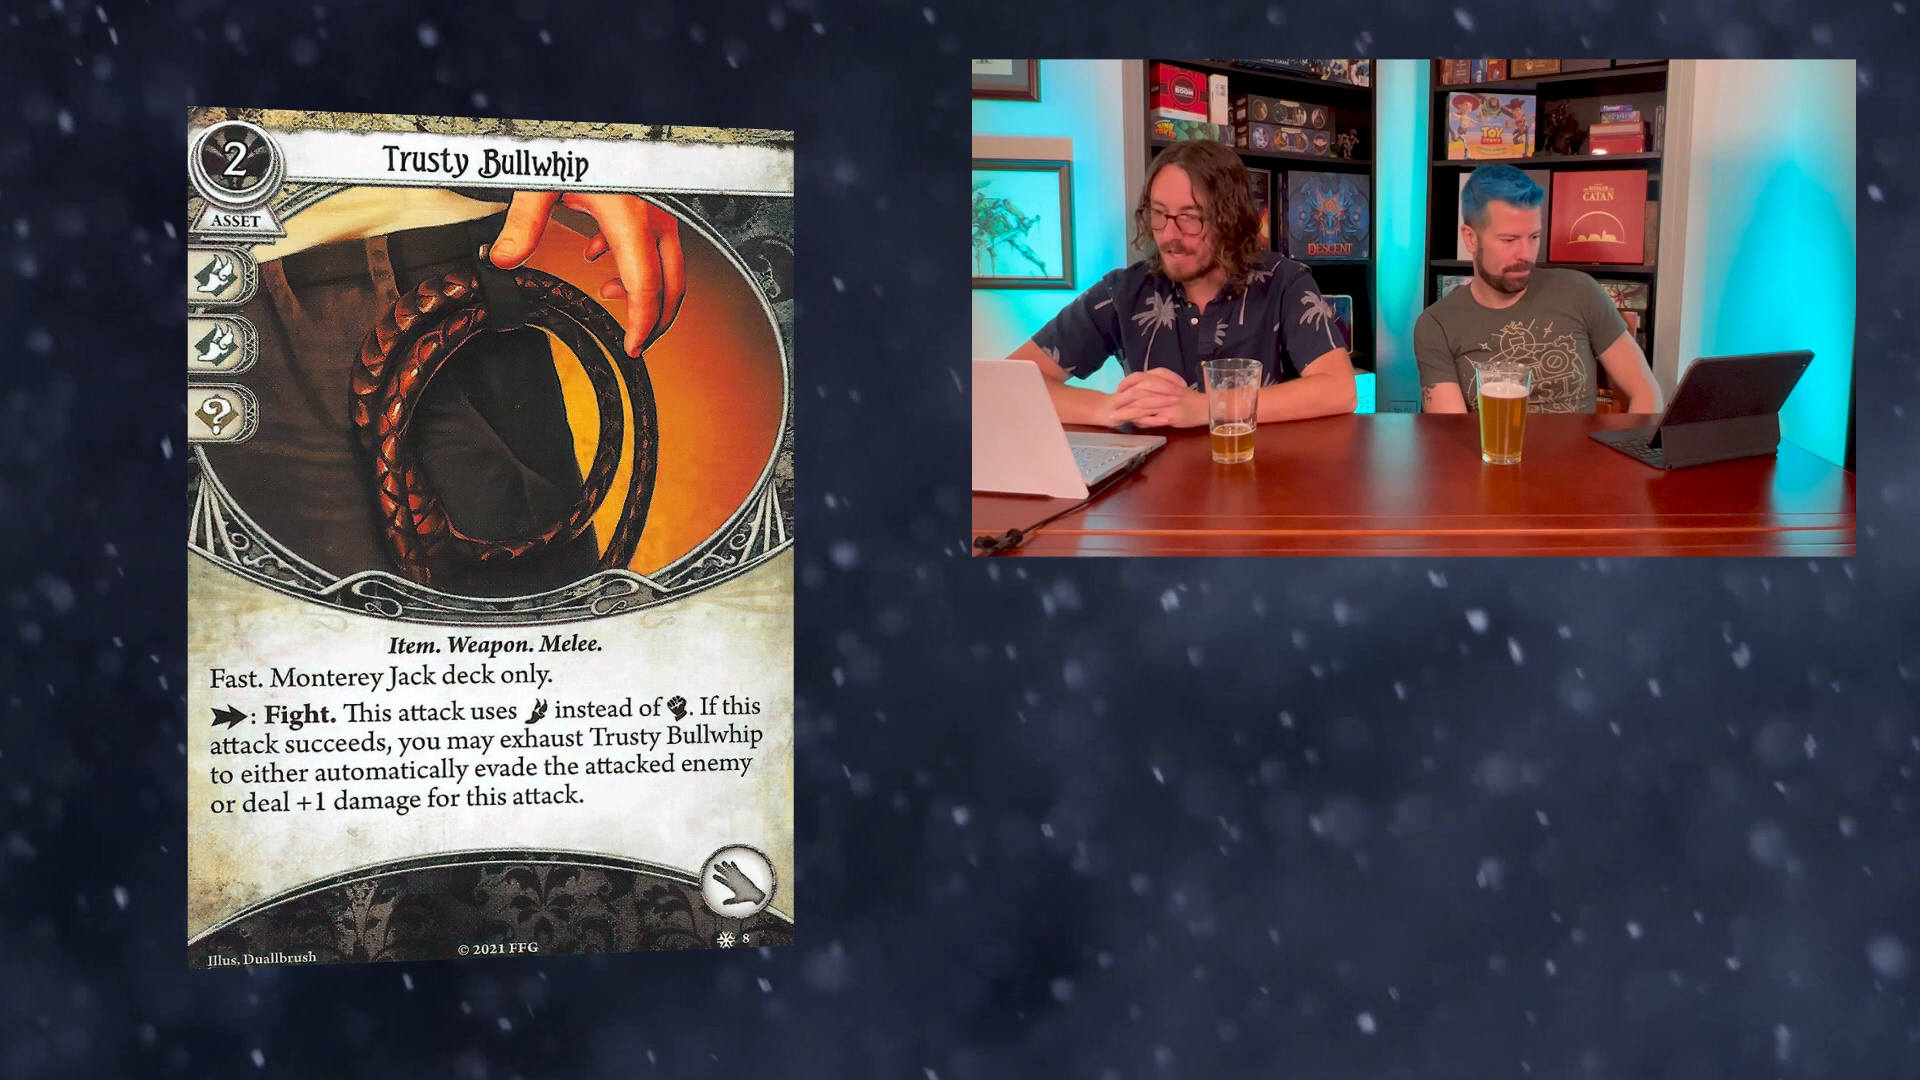 2
Trusty Bullwhip
ASSET
?
Item. Weapon. Melee.
Fast. Monterey Jack deck only.
: Fight. This attack uses instead of . If this
attack succeeds, you may exhaust Trusty Bullwhip
to either automatically evade the attacked enemy
or deal +1 damage for this attack.
Illus. Duallbrush
© 2021 FFG
8
BOOM
TOY
STORY
DESCENT
CATAN